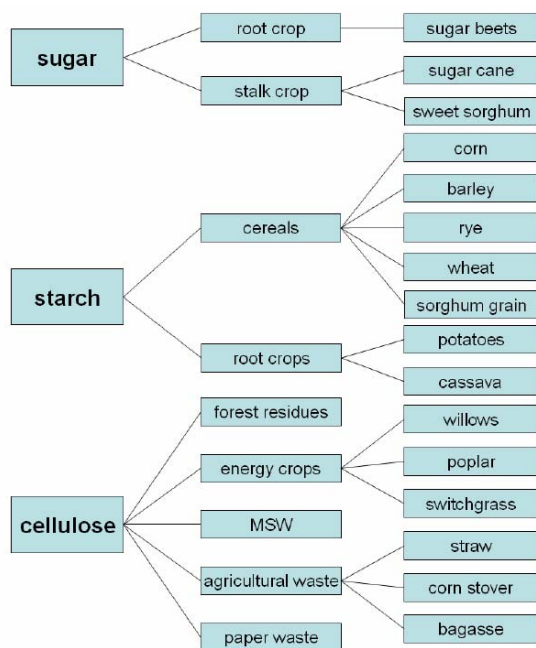 sugar
root crop
sugar beets
stalk crop
sugar cane
sweet sorghum
starch
cereals
corn
barley
rye
wheat
sorghum grain
root crops
potatoes
cassava
cellulose
forest residues
energy crops
willows
poplar
switchgrass
MSW
agricultural waste
straw
corn stover
bagasse
paper waste